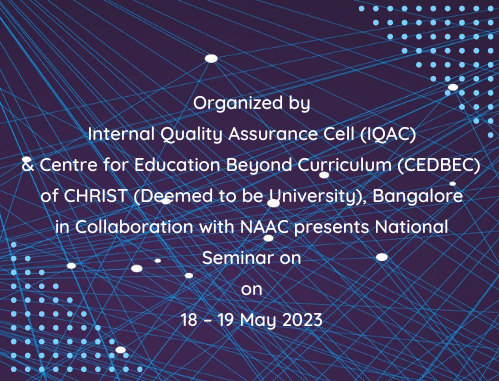 Organized by
Internal Quality Assurance Cell (IQAC)
& Centre for Education Beyond Curriculum (CEDBEC)
of CHRIST (Deemed to be University), Bangalore
in Collaboration with NAAC presents National
Seminar on
on
18 – 19 May 2023